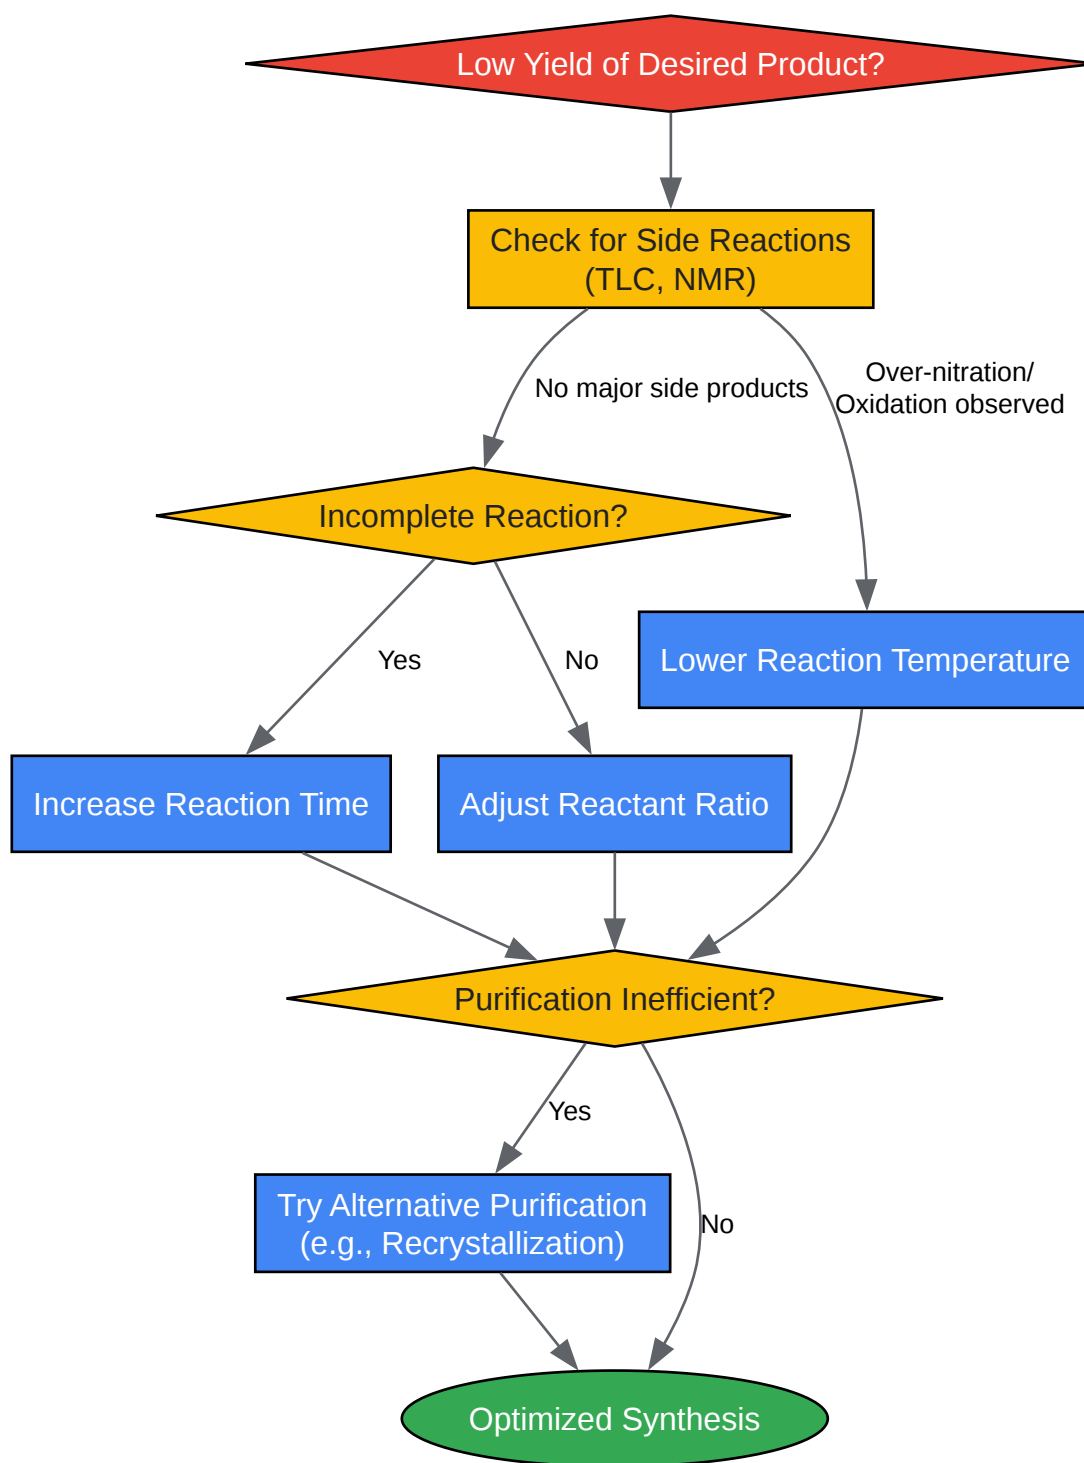 Low Yield of Desired Product?
Check for Side Reactions
(TLC, NMR)
No major side products
Over-nitration/
Oxidation observed
Incomplete Reaction?
Yes
No
Lower Reaction Temperature
Increase Reaction Time
Adjust Reactant Ratio
Purification Inefficient?
Yes
Try Alternative Purification
(e.g., Recrystallization)
No
Optimized Synthesis